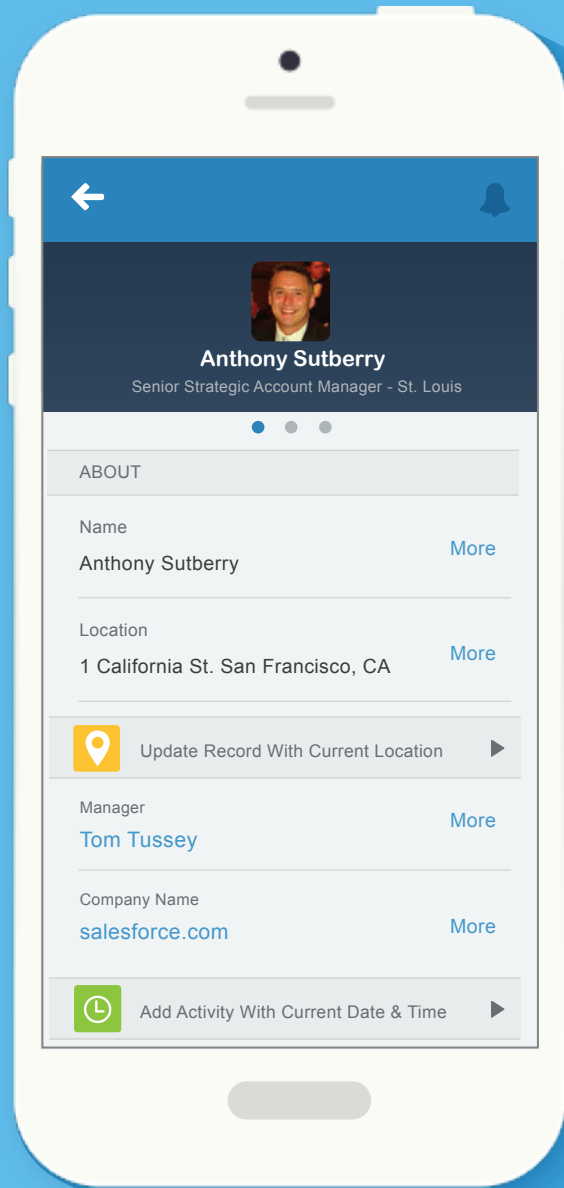 Anthony Sutberry
Senior Strategic Account Manager - St. Louis
ABOUT
Name
Anthony Sutberry
More
Location
1 California St. San Francisco, CA
More
Update Record With Current Location
Manager
Tom Tussey
More
Company Name
salesforce.com
More
Add Activity With Current Date & Time